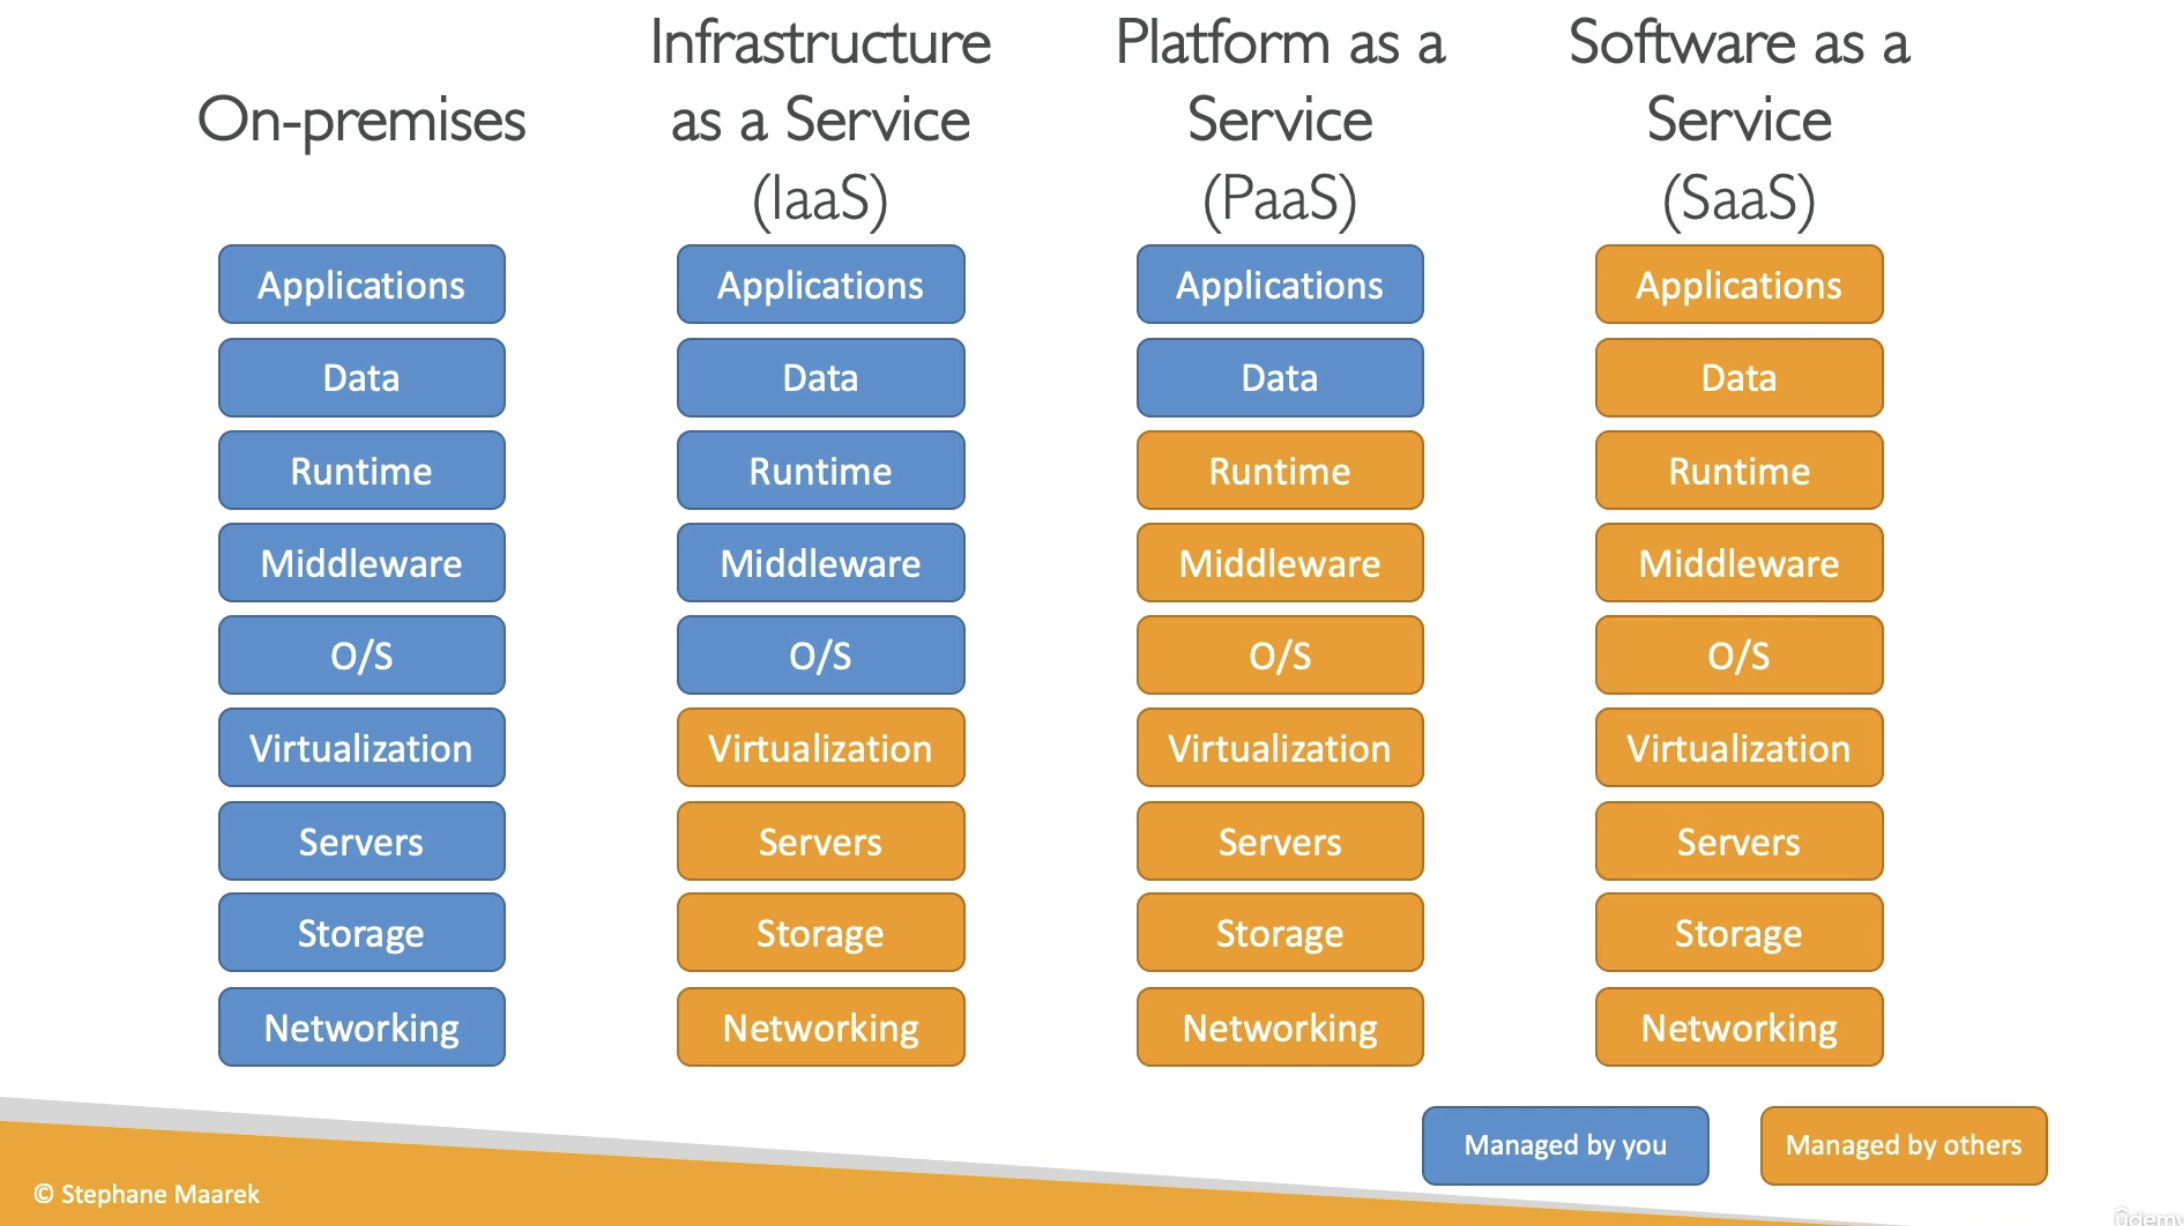 On-premises
Infrastructure
as a Service
(IaaS)
Platform as a
Service
(PaaS)
Software as a
Service
(SaaS)
Applications
Applications
Applications
Applications
Data
Data
Data
Data
Runtime
Runtime
Runtime
Runtime
Middleware
Middleware
Middleware
Middleware
O/S
O/S
O/S
O/S
Virtualization
Virtualization
Virtualization
Virtualization
Servers
Servers
Servers
Servers
Storage
Storage
Storage
Storage
Networking
Networking
Networking
Networking
Managed by you
Managed by others
© Stephane Maarek
ûdemy